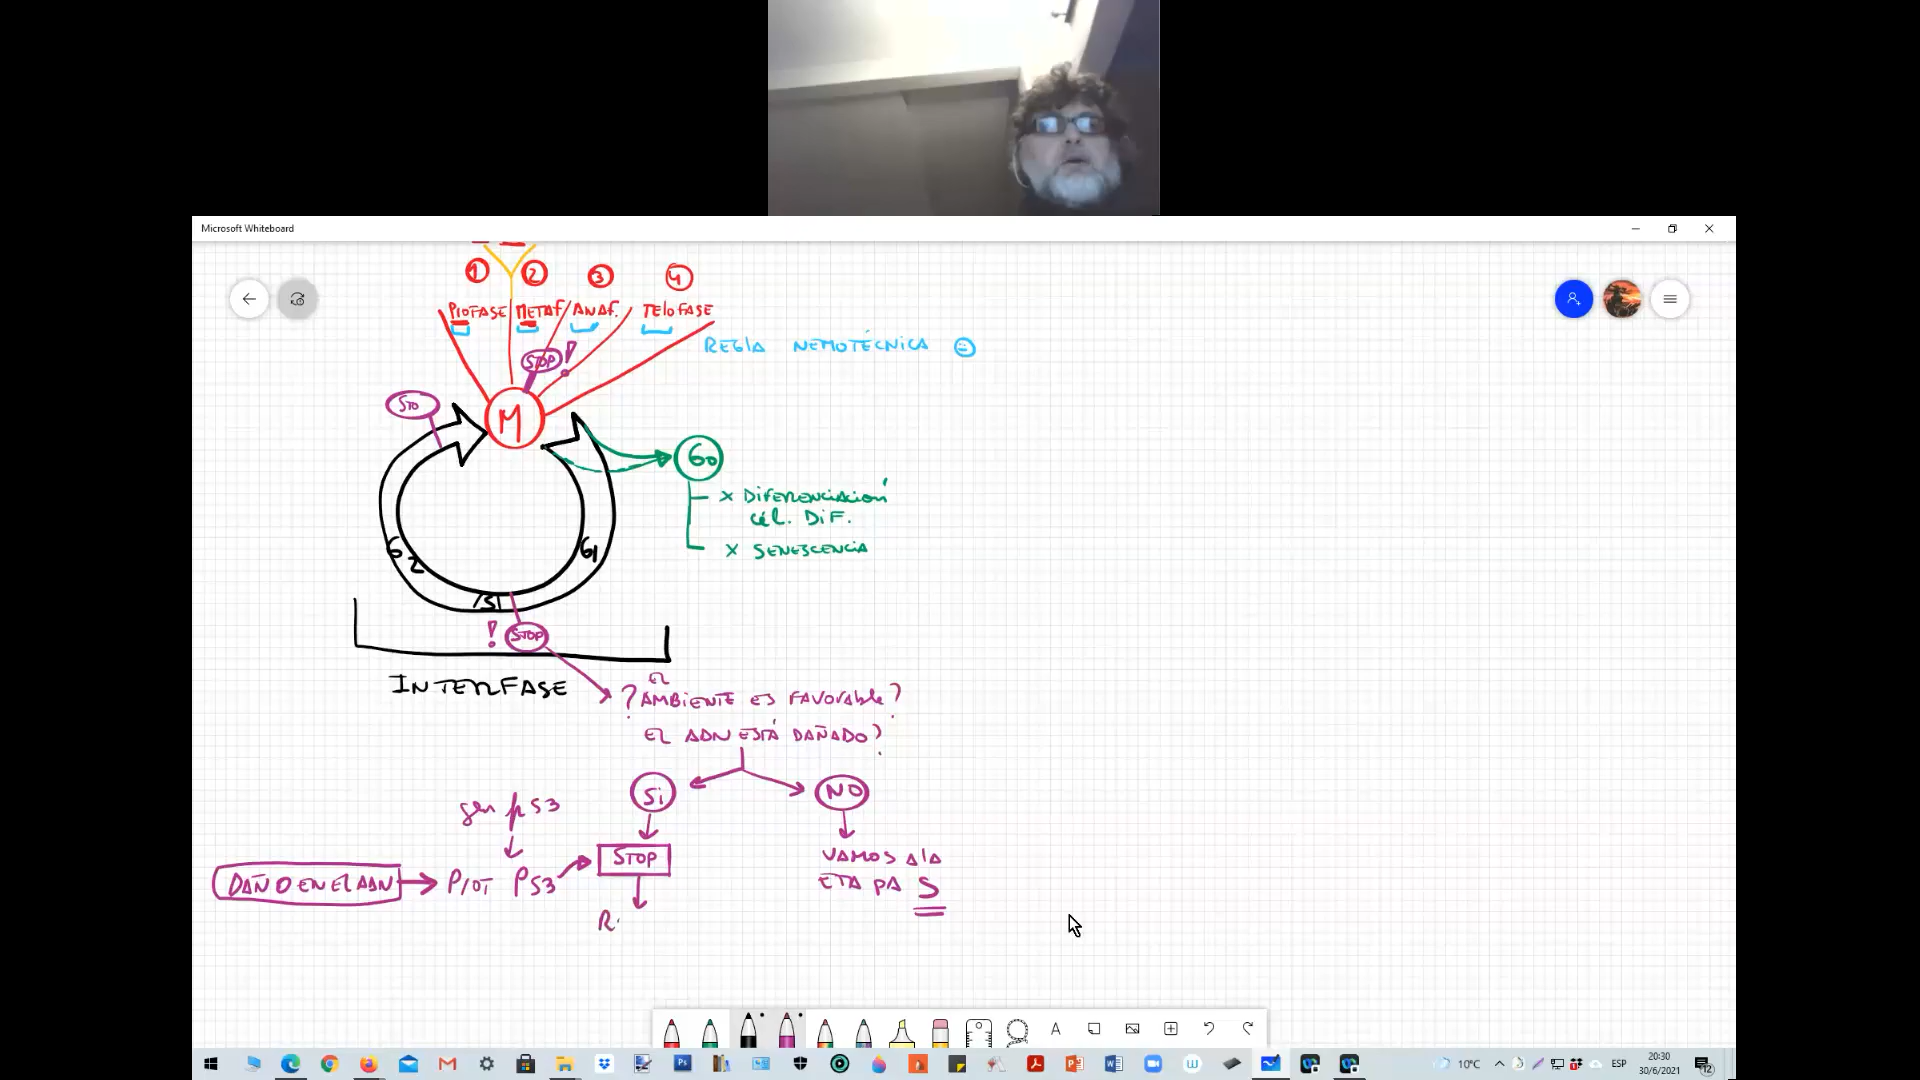 Microsoft Whiteboard
1 2 3 4
PROFASE METAF ANAF. TELOFASE
REGLA NEMOTÉCNICA
STOP!
STO
M
G0
X DIFERENCIACIÓN
CÉL. DIF.
X SENESCENCIA
G2
G1
S
! STOP
INTERFASE
EL
? AMBIENTE ES FAVORABLE?
EL ADN ESTÁ DAÑADO?
SI
NO
gen p53
STOP
VAMOS A LA
ETAPA S
DAÑO EN EL ADN
PROT P53
R
10°C
ESP
20:30
30/6/2021
12